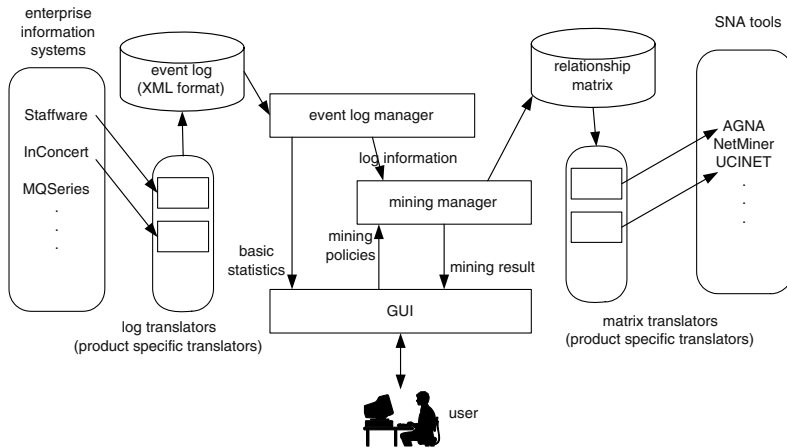 enterprise
information
systems
Staffware
InConcert
MQSeries
.
.
.
event log
(XML format)
log translators
(product specific translators)
event log manager
log information
mining manager
basic
statistics
mining
policies
mining result
GUI
user
relationship
matrix
matrix translators
(product specific translators)
SNA tools
AGNA
NetMiner
UCINET
.
.
.